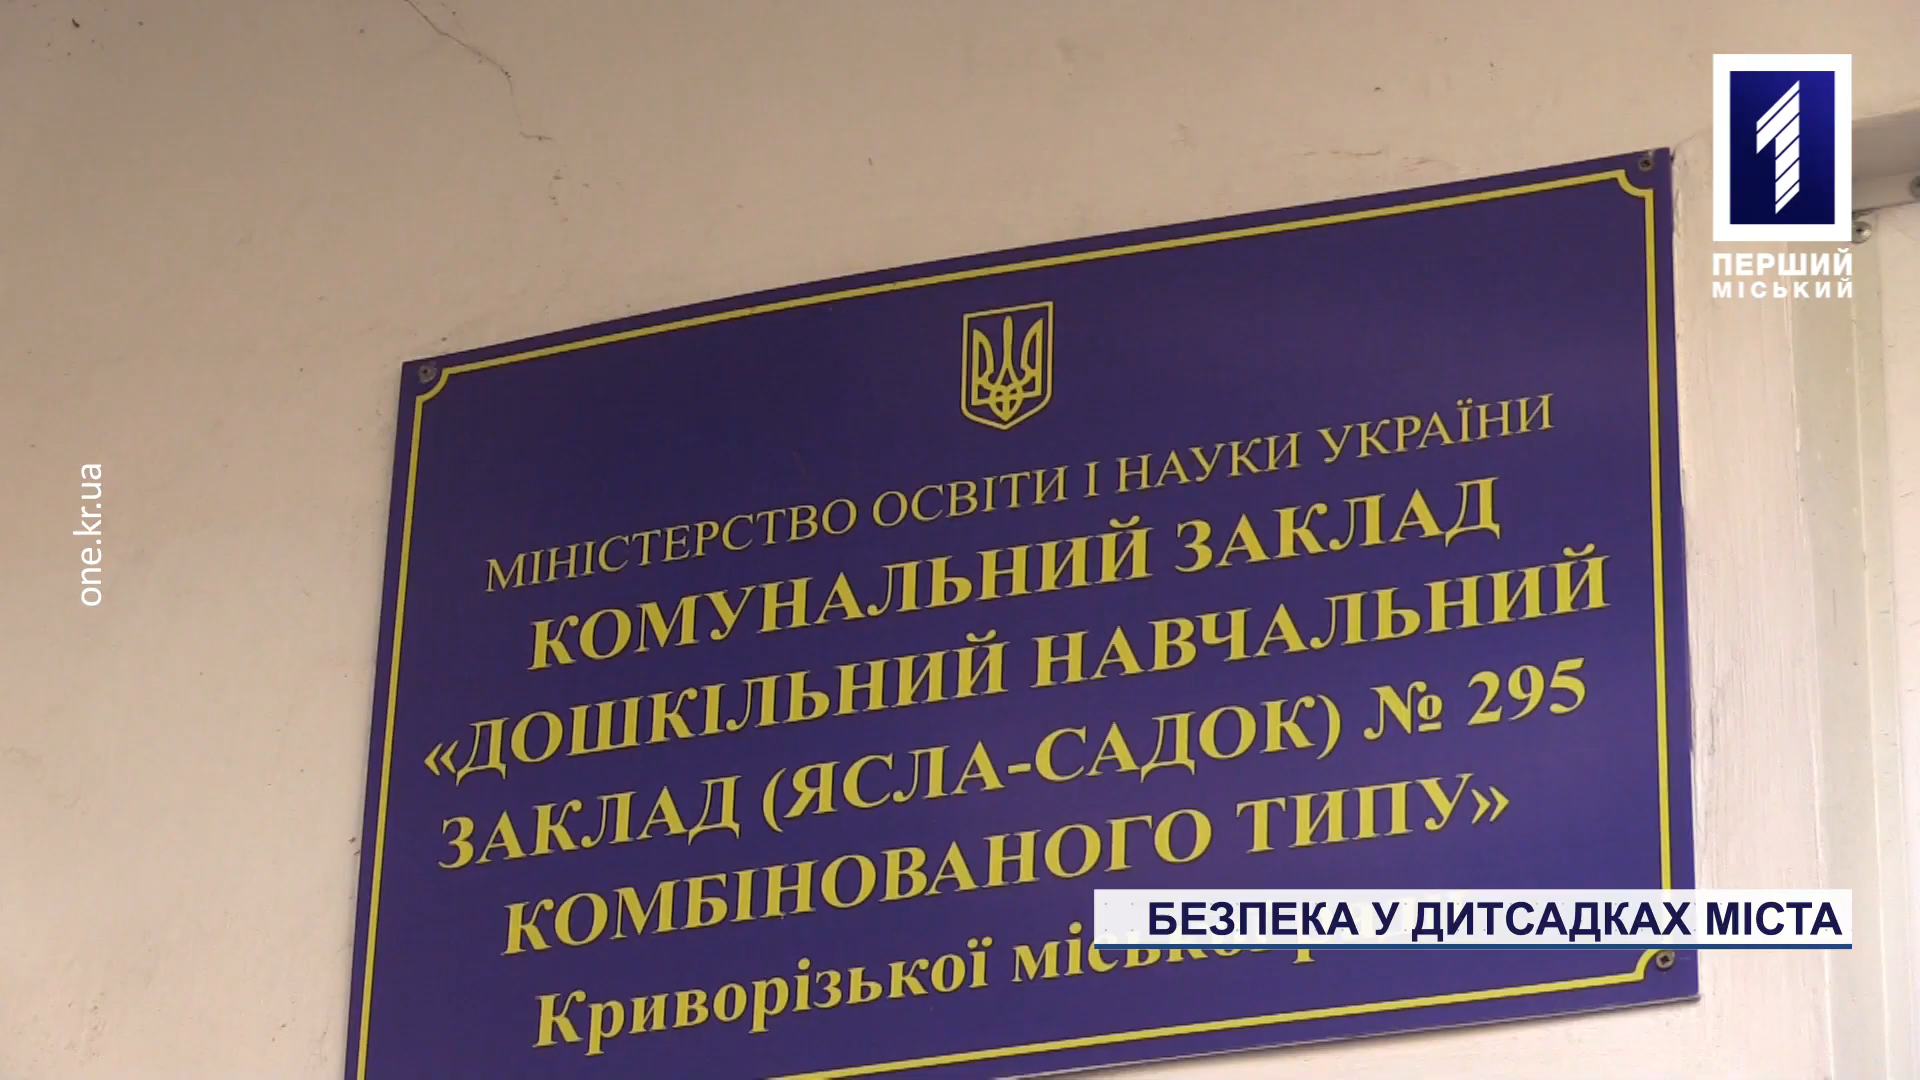 ПЕРШИЙ
МІСЬКИЙ
one.kr.ua
МІНІСТЕРСТВО ОСВІТИ І НАУКИ УКРАЇНИ
КОМУНАЛЬНИЙ ЗАКЛАД
«ДОШКІЛЬНИЙ НАВЧАЛЬНИЙ
ЗАКЛАД (ЯСЛА-САДОК) № 295
КОМБІНОВАНОГО ТИПУ»
Криворізької міської
БЕЗПЕКА У ДИТСАДКАХ МІСТА